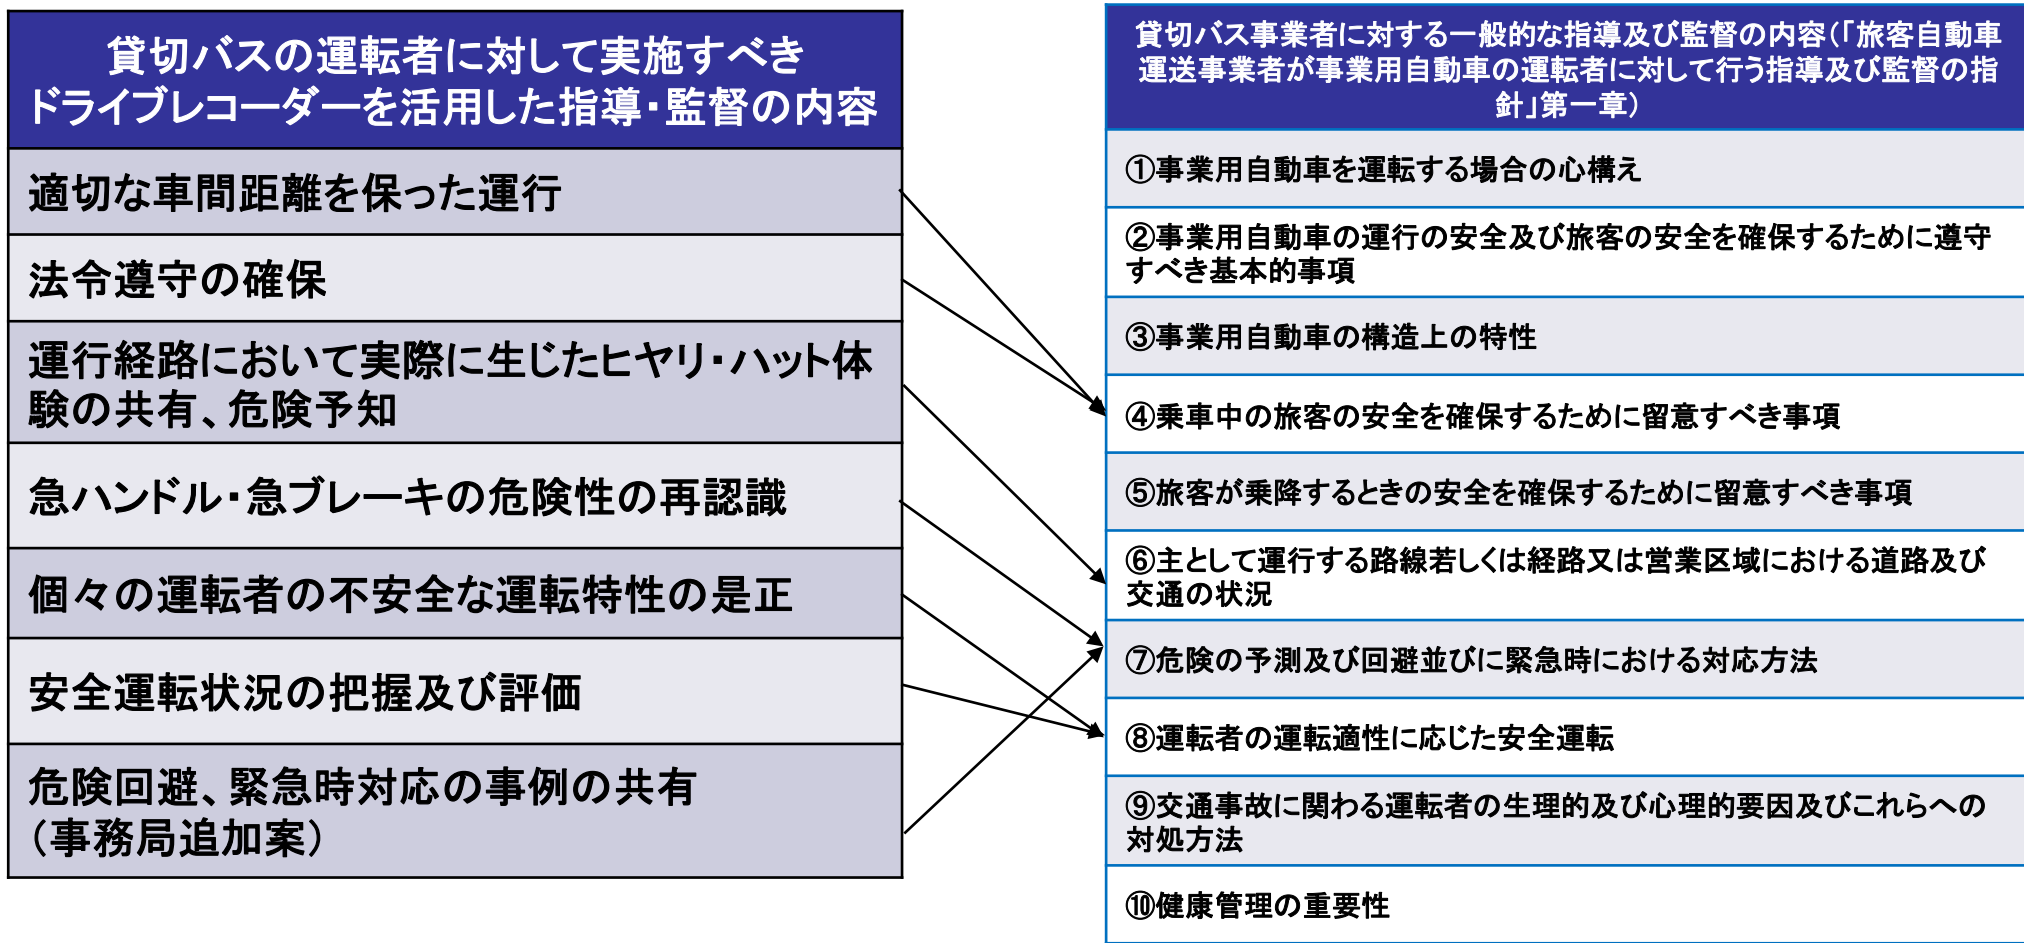 貸切バスの運転者に対して実施すべき
ドライブレコーダーを活用した指導・監督の内容
適切な車間距離を保った運行
法令遵守の確保
運行経路において実際に生じたヒヤリ・ハット体
験の共有、危険予知
急ハンドル・急ブレーキの危険性の再認識
個々の運転者の不安全な運転特性の是正
安全運転状況の把握及び評価
危険回避、緊急時対応の事例の共有
（事務局追加案）
貸切バス事業者に対する一般的な指導及び監督の内容（「旅客自動車
運送事業者が事業用自動車の運転者に対して行う指導及び監督の指
針」第一章）
①事業用自動車を運転する場合の心構え
②事業用自動車の運行の安全及び旅客の安全を確保するために遵守
すべき基本的事項
③事業用自動車の構造上の特性
④乗車中の旅客の安全を確保するために留意すべき事項
⑤旅客が乗降するときの安全を確保するために留意すべき事項
⑥主として運行する路線若しくは経路又は営業区域における道路及び
交通の状況
⑦危険の予測及び回避並びに緊急時における対応方法
⑧運転者の運転適性に応じた安全運転
⑨交通事故に関わる運転者の生理的及び心理的要因及びこれらへの
対処方法
⑩健康管理の重要性